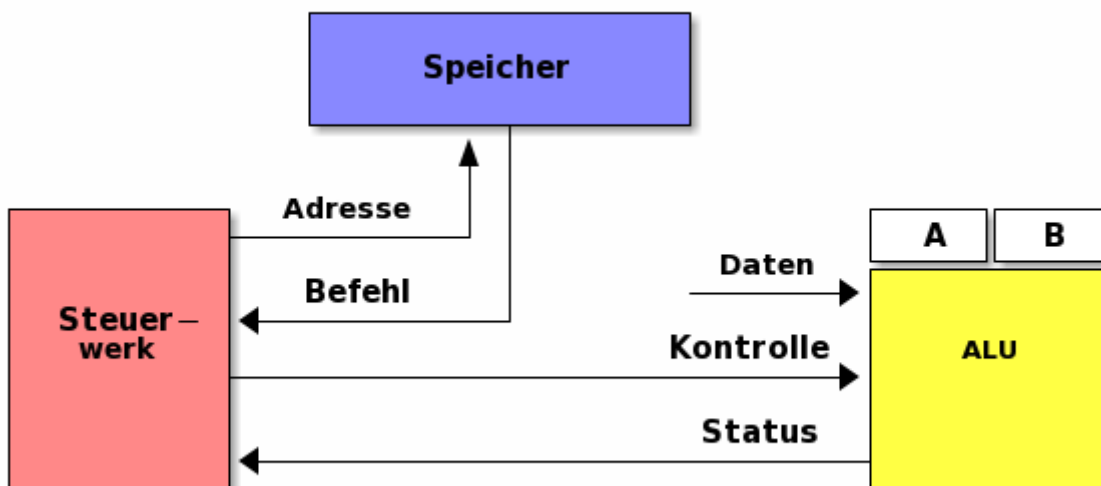 Speicher
Adresse
A
B
Daten
Befehl
Steuer–
werk
Kontrolle
ALU
Status